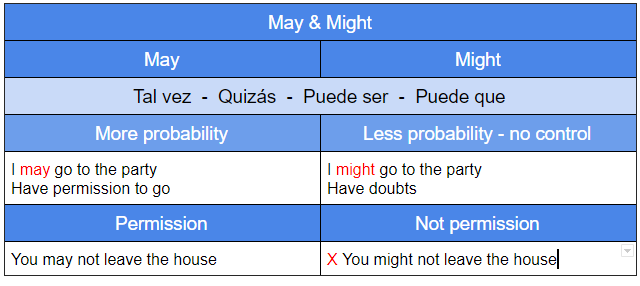 May & Might
May
Might
Tal vez - Quizás - Puede ser - Puede que
More probability
Less probability - no control
I may go to the party
Have permission to go
I might go to the party
Have doubts
Permission
Not permission
You may not leave the house
X You might not leave the house